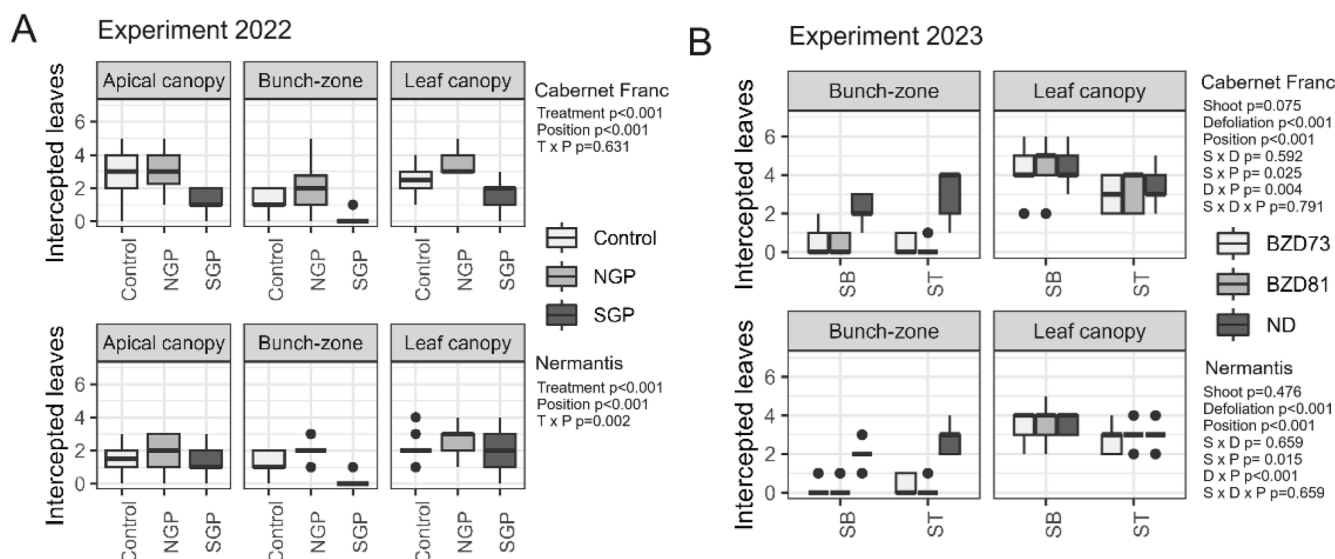 A
Experiment 2022
Apical canopy
Bunch-zone
Leaf canopy
Intercepted leaves
6
4
2
0
Control
NGP
SGP
Control
NGP
SGP
Control
NGP
SGP
Cabernet Franc
Treatment p<0.001
Position p<0.001
T x P p=0.631
Control
NGP
SGP
Apical canopy
Bunch-zone
Leaf canopy
Intercepted leaves
6
4
2
0
Control
NGP
SGP
Control
NGP
SGP
Control
NGP
SGP
Nermantis
Treatment p<0.001
Position p<0.001
T x P p=0.002
B
Experiment 2023
Bunch-zone
Leaf canopy
Intercepted leaves
6
4
2
0
SB
ST
SB
ST
Cabernet Franc
Shoot p=0.075
Defoliation p<0.001
Position p<0.001
S x D p= 0.592
S x P p= 0.025
D x P p= 0.004
S x D x P p=0.791
BZD73
BZD81
ND
Bunch-zone
Leaf canopy
Intercepted leaves
6
4
2
0
SB
ST
SB
ST
Nermantis
Shoot p=0.476
Defoliation p<0.001
Position p<0.001
S x D p= 0.659
S x P p= 0.015
D x P p<0.001
S x D x P p=0.659